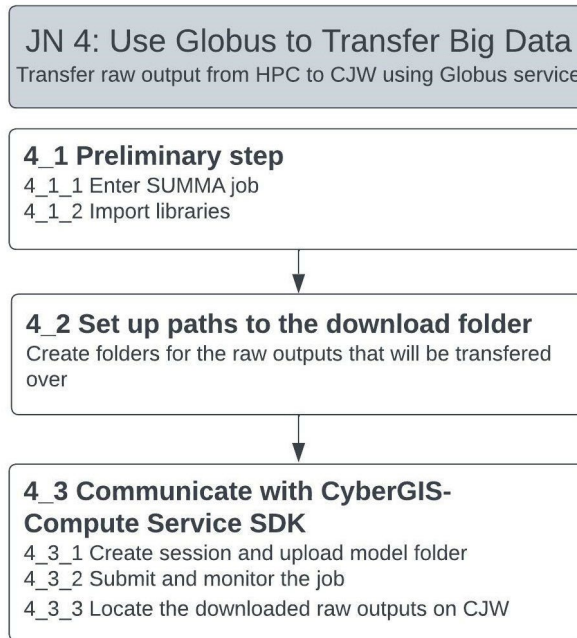 JN 4: Use Globus to Transfer Big Data
Transfer raw output from HPC to CJW using Globus service
4_1 Preliminary step
4_1_1 Enter SUMMA job
4_1_2 Import libraries
4_2 Set up paths to the download folder
Create folders for the raw outputs that will be transfered
over
4_3 Communicate with CyberGIS-
Compute Service SDK
4_3_1 Create session and upload model folder
4_3_2 Submit and monitor the job
4_3_3 Locate the downloaded raw outputs on CJW